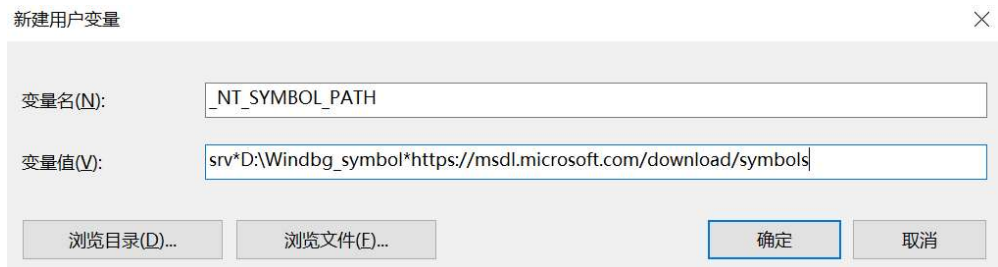 新建用户变量
变量名(N): _NT_SYMBOL_PATH
变量值(V): srv*D:\Windbg_symbol*https://msdl.microsoft.com/download/symbols
浏览目录(D)... 浏览文件(F)... 确定 取消